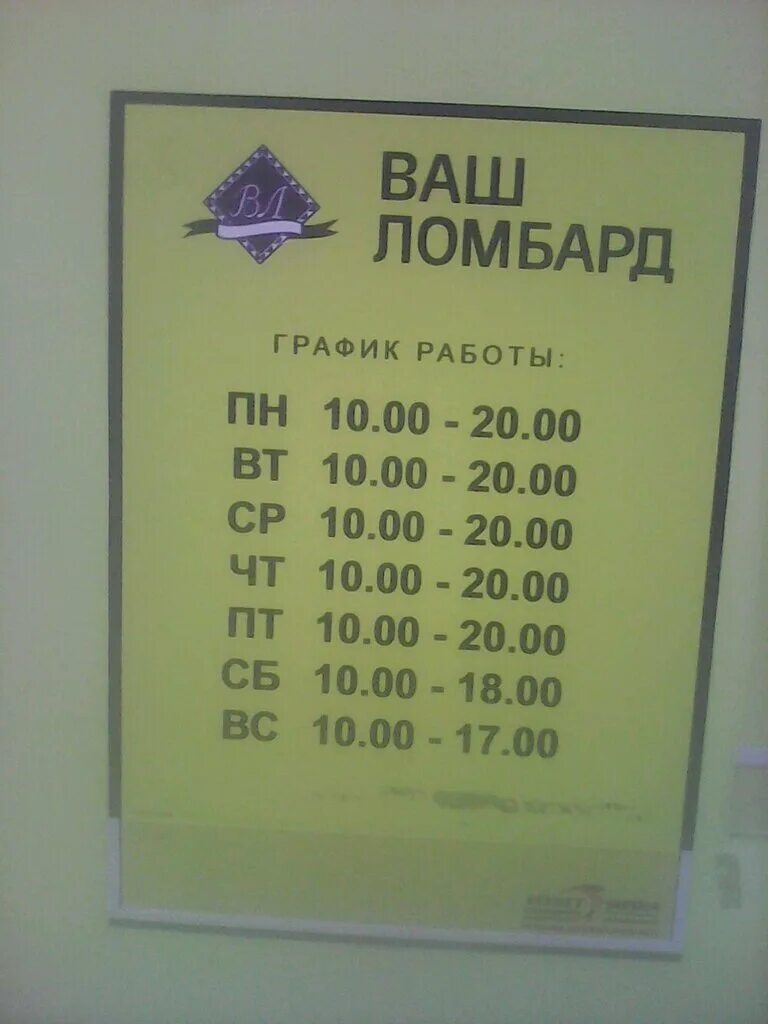 ВЛ
ВАШ
ЛОМБАРД
ГРАФИК РАБОТЫ:
ПН 10.00 - 20.00
ВТ 10.00 - 20.00
СР 10.00 - 20.00
ЧТ 10.00 - 20.00
ПТ 10.00 - 20.00
СБ 10.00 - 18.00
ВС 10.00 - 17.00